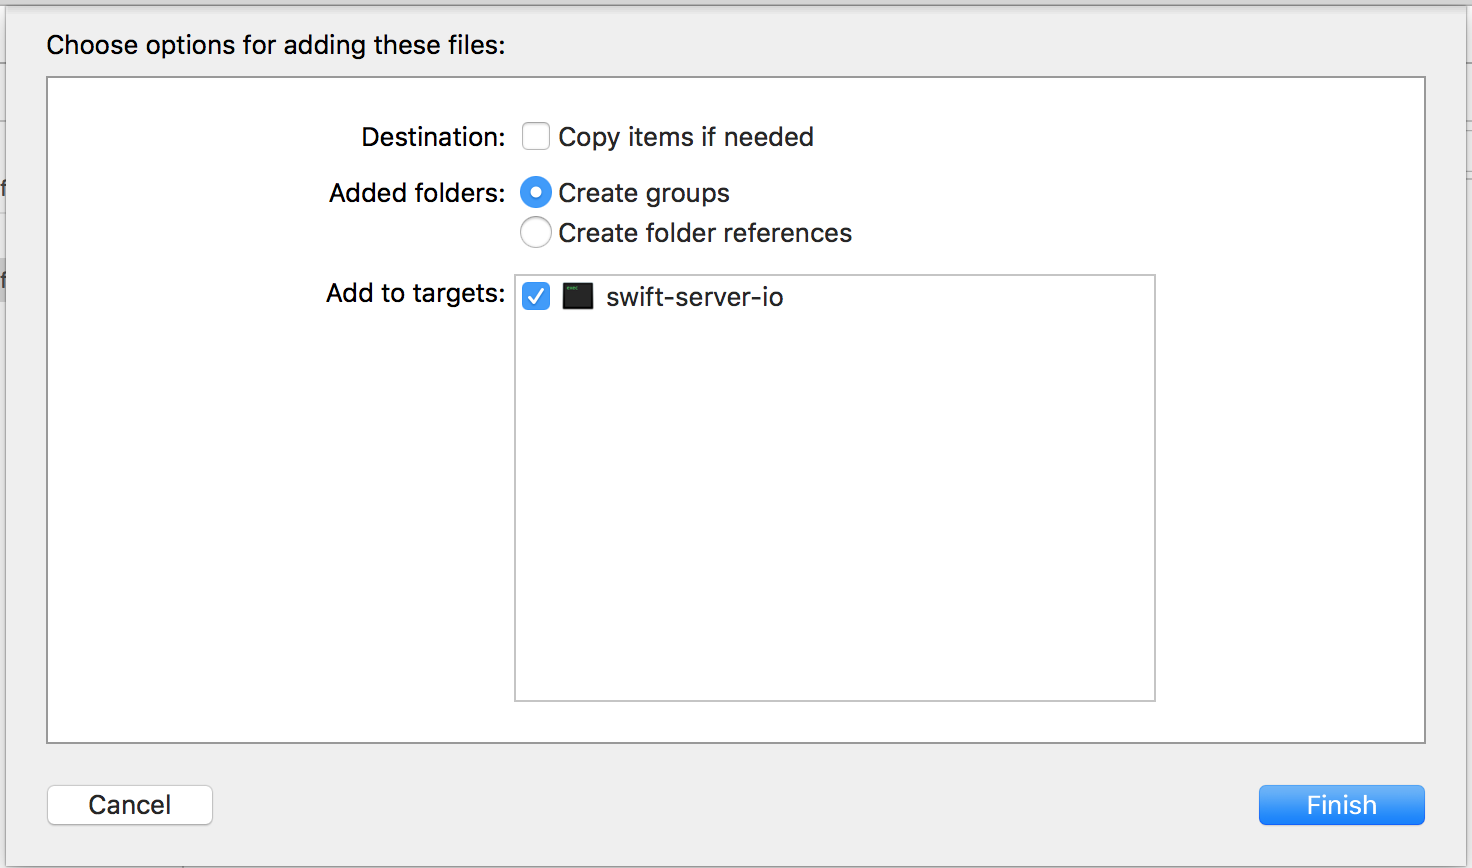 Choose options for adding these files:
Destination: Copy items if needed
Added folders: Create groups
Create folder references
Add to targets: swift-server-io
Cancel
Finish